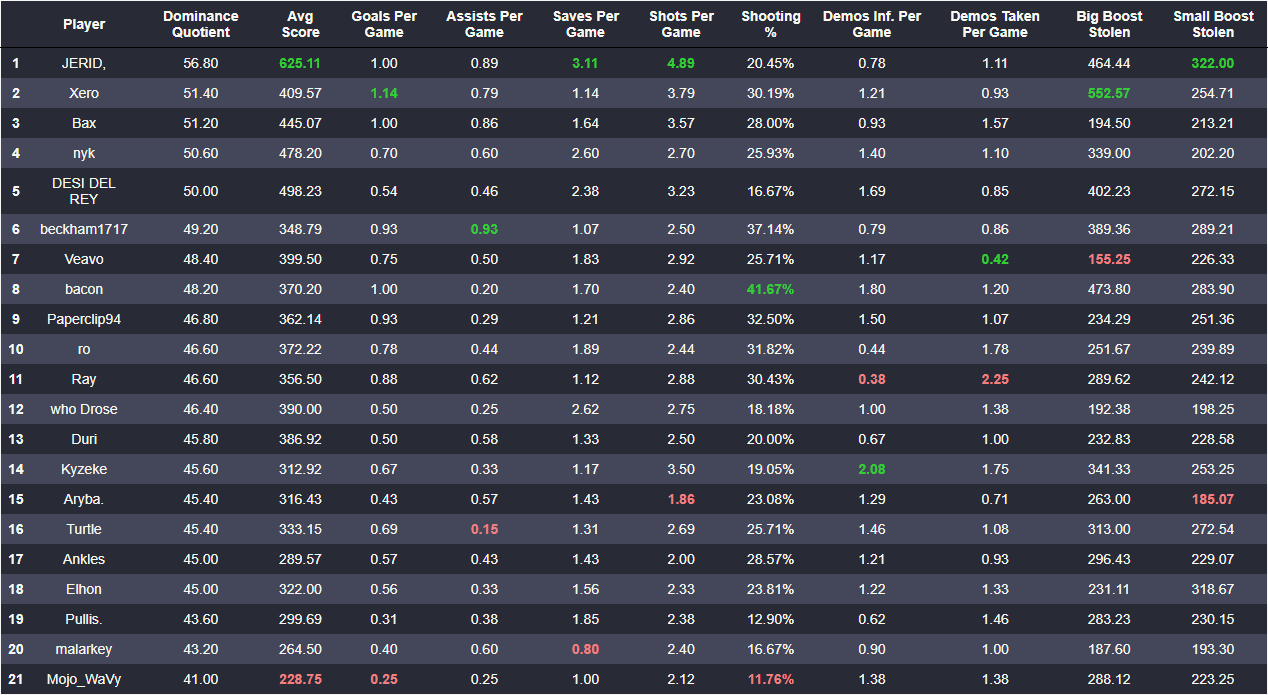 Player Dominance Quotient Avg Score Goals Per Game Assists Per Game Saves Per Game Shots Per Game Shooting % Demos Inf. Per Game Demos Taken Per Game Big Boost Stolen Small Boost Stolen
1 JERID, 56.80 625.11 1.00 0.89 3.11 4.89 20.45% 0.78 1.11 464.44 322.00
2 Xero 51.40 409.57 1.14 0.79 1.14 3.79 30.19% 1.21 0.93 552.57 254.71
3 Bax 51.20 445.07 1.00 0.86 1.64 3.57 28.00% 0.93 1.57 194.50 213.21
4 nyk 50.60 478.20 0.70 0.60 2.60 2.70 25.93% 1.40 1.10 339.00 202.20
5 DESI DEL REY 50.00 498.23 0.54 0.46 2.38 3.23 16.67% 1.69 0.85 402.23 272.15
6 beckham1717 49.20 348.79 0.93 0.93 1.07 2.50 37.14% 0.79 0.86 389.36 289.21
7 Veavo 48.40 399.50 0.75 0.50 1.83 2.92 25.71% 1.17 0.42 155.25 226.33
8 bacon 48.20 370.20 1.00 0.20 1.70 2.40 41.67% 1.80 1.20 473.80 283.90
9 Paperclip94 46.80 362.14 0.93 0.29 1.21 2.86 32.50% 1.50 1.07 234.29 251.36
10 ro 46.60 372.22 0.78 0.44 1.89 2.44 31.82% 0.44 1.78 251.67 239.89
11 Ray 46.60 356.50 0.88 0.62 1.12 2.88 30.43% 0.38 2.25 289.62 242.12
12 who Drose 46.40 390.00 0.50 0.25 2.62 2.75 18.18% 1.00 1.38 192.38 198.25
13 Duri 45.80 386.92 0.50 0.58 1.33 2.50 20.00% 0.67 1.00 232.83 228.58
14 Kyzeke 45.60 312.92 0.67 0.33 1.17 3.50 19.05% 2.08 1.75 341.33 253.25
15 Aryba. 45.40 316.43 0.43 0.57 1.43 1.86 23.08% 1.29 0.71 263.00 185.07
16 Turtle 45.40 333.15 0.69 0.15 1.31 2.69 25.71% 1.46 1.08 313.00 272.54
17 Ankles 45.00 289.57 0.57 0.43 1.43 2.00 28.57% 1.21 0.93 296.43 229.07
18 Elhon 45.00 322.00 0.56 0.33 1.56 2.33 23.81% 1.22 1.33 231.11 318.67
19 Pullis. 43.60 299.69 0.31 0.38 1.85 2.38 12.90% 0.62 1.46 283.23 230.15
20 malarkey 43.20 264.50 0.40 0.60 0.80 2.40 16.67% 0.90 1.00 187.60 193.30
21 Mojo_WaVy 41.00 228.75 0.25 0.25 1.00 2.12 11.76% 1.38 1.38 288.12 223.25